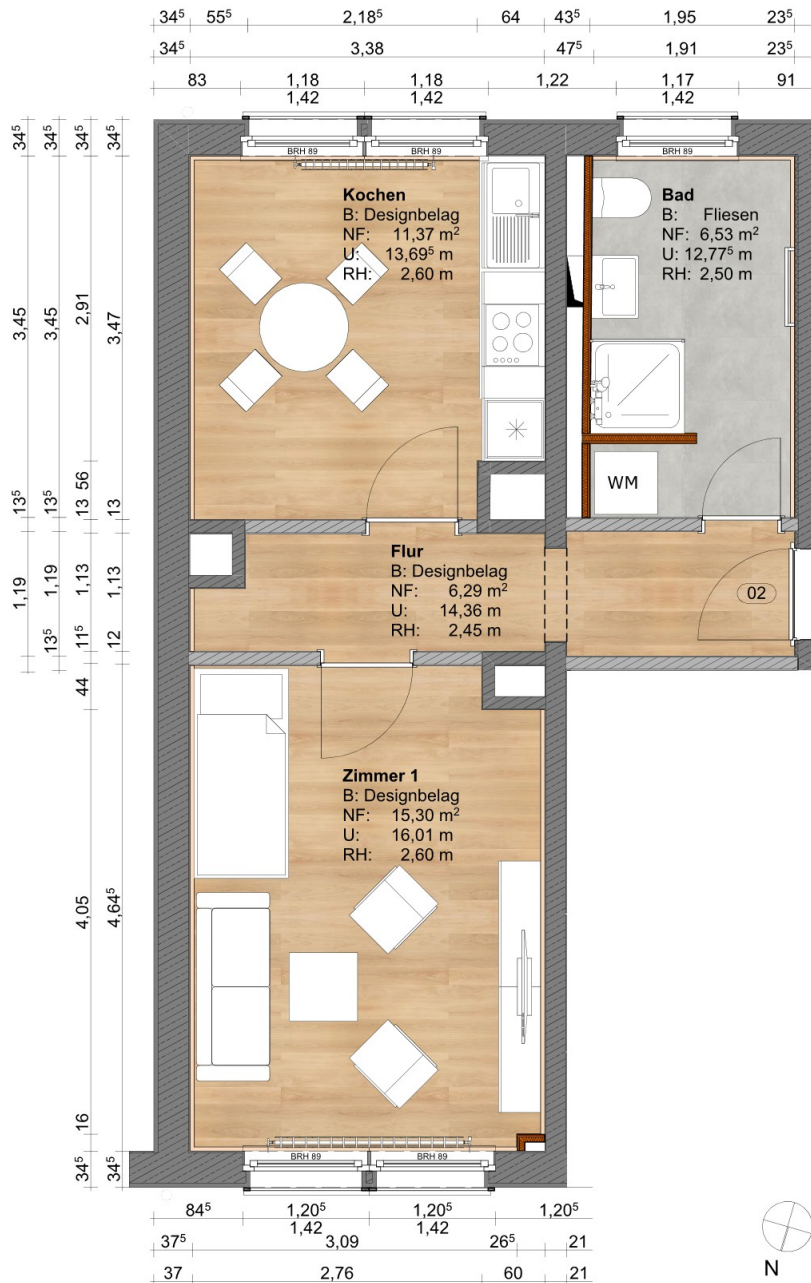 34⁵ 55⁵ 2,18⁵ 64 43⁵ 1,95 23⁵
34⁵ 3,38 47⁵ 1,91 23⁵
83 1,18 1,18 1,22 1,17 91
1,42 1,42 1,42
34⁵ 34⁵ 34⁵ 34⁵
BRH 89 BRH 89 BRH 89
Kochen
B: Designbelag
NF: 11,37 m²
U: 13,69⁵ m
RH: 2,60 m
Bad
B: Fliesen
NF: 6,53 m²
U: 12,77⁵ m
RH: 2,50 m
3,45 3,45 2,91 3,47
WM
13⁵ 13⁵ 13 56 13
Flur
B: Designbelag
NF: 6,29 m²
U: 14,36 m
RH: 2,45 m
02
1,19 1,19 1,13 1,13
13⁵ 11⁵ 12
44
Zimmer 1
B: Designbelag
NF: 15,30 m²
U: 16,01 m
RH: 2,60 m
4,05 4,64⁵
16
34⁵ 34⁵
BRH 89 BRH 89
84⁵ 1,20⁵ 1,20⁵ 1,20⁵
1,42 1,42
37⁵ 3,09 26⁵ 21
37 2,76 60 21
N